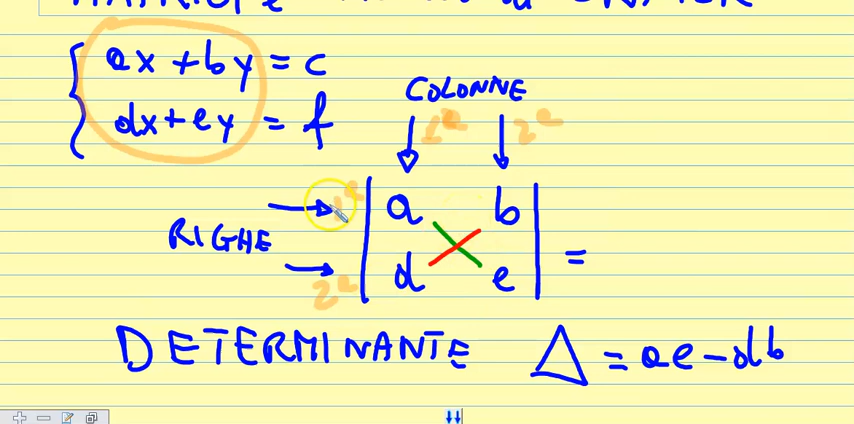 ax + by = c
dx + ey = f
COLONNE
1ª 2ª
1ª a b
RIGHE
d e =
2ª
DETERMINANTE Δ = ae - db